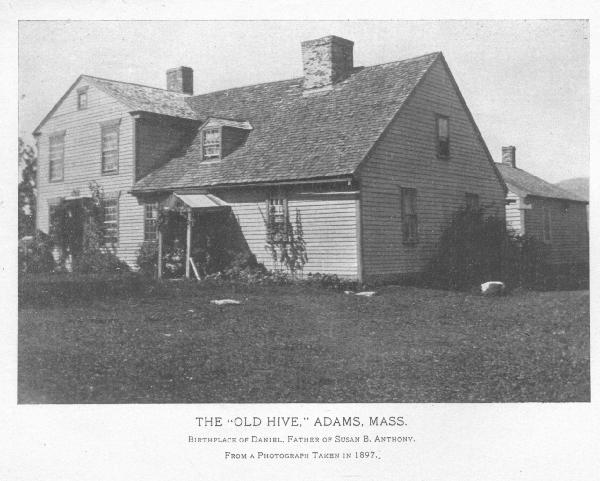 THE "OLD HIVE," ADAMS, MASS.
BIRTHPLACE OF DANIEL, FATHER OF SUSAN B. ANTHONY.
FROM A PHOTOGRAPH TAKEN IN 1897.